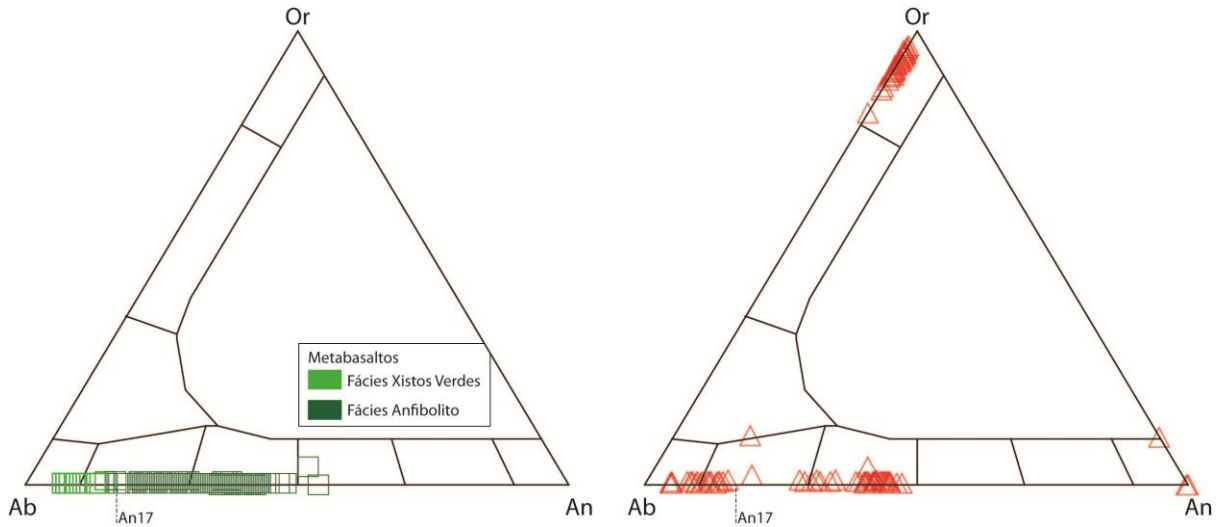 Or
Metabasaltos
Fácies Xistos Verdes
Fácies Anfibolito
Ab
An
An17
Or
Ab
An
An17